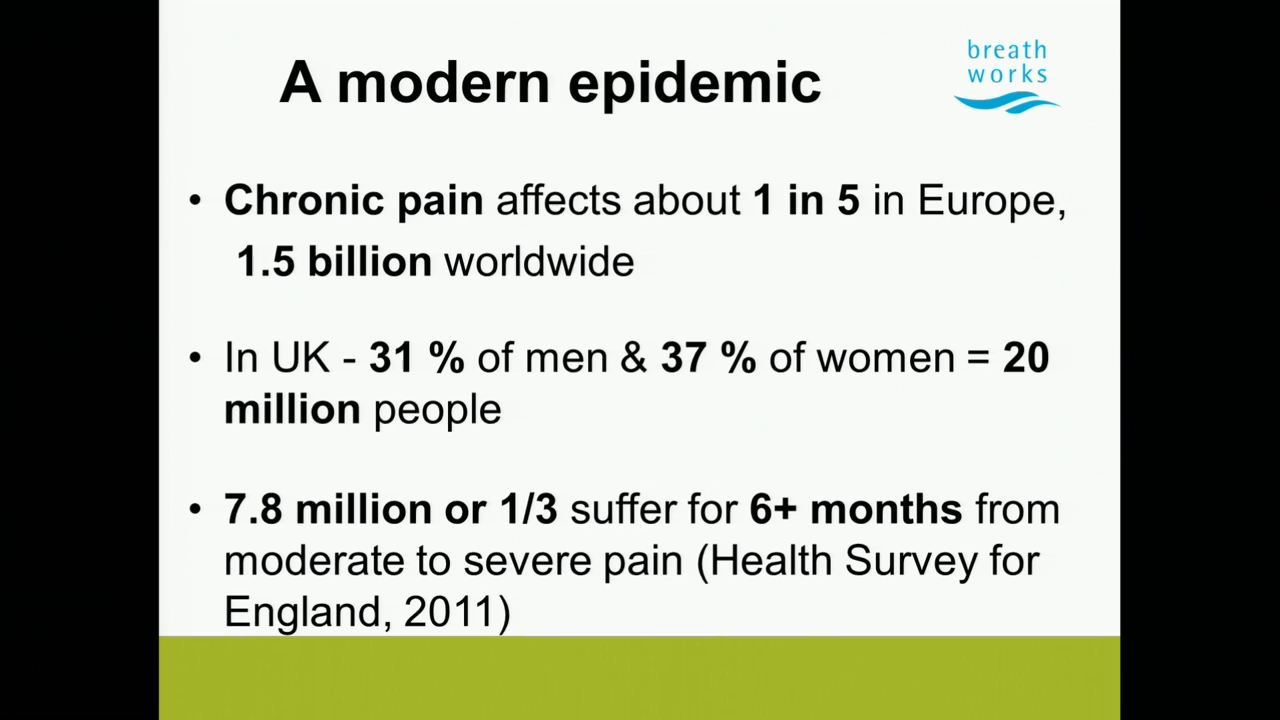 A modern epidemic
breath
works
• Chronic pain affects about 1 in 5 in Europe,
1.5 billion worldwide
• In UK - 31 % of men & 37 % of women = 20
million people
• 7.8 million or 1/3 suffer for 6+ months from
moderate to severe pain (Health Survey for
England, 2011)